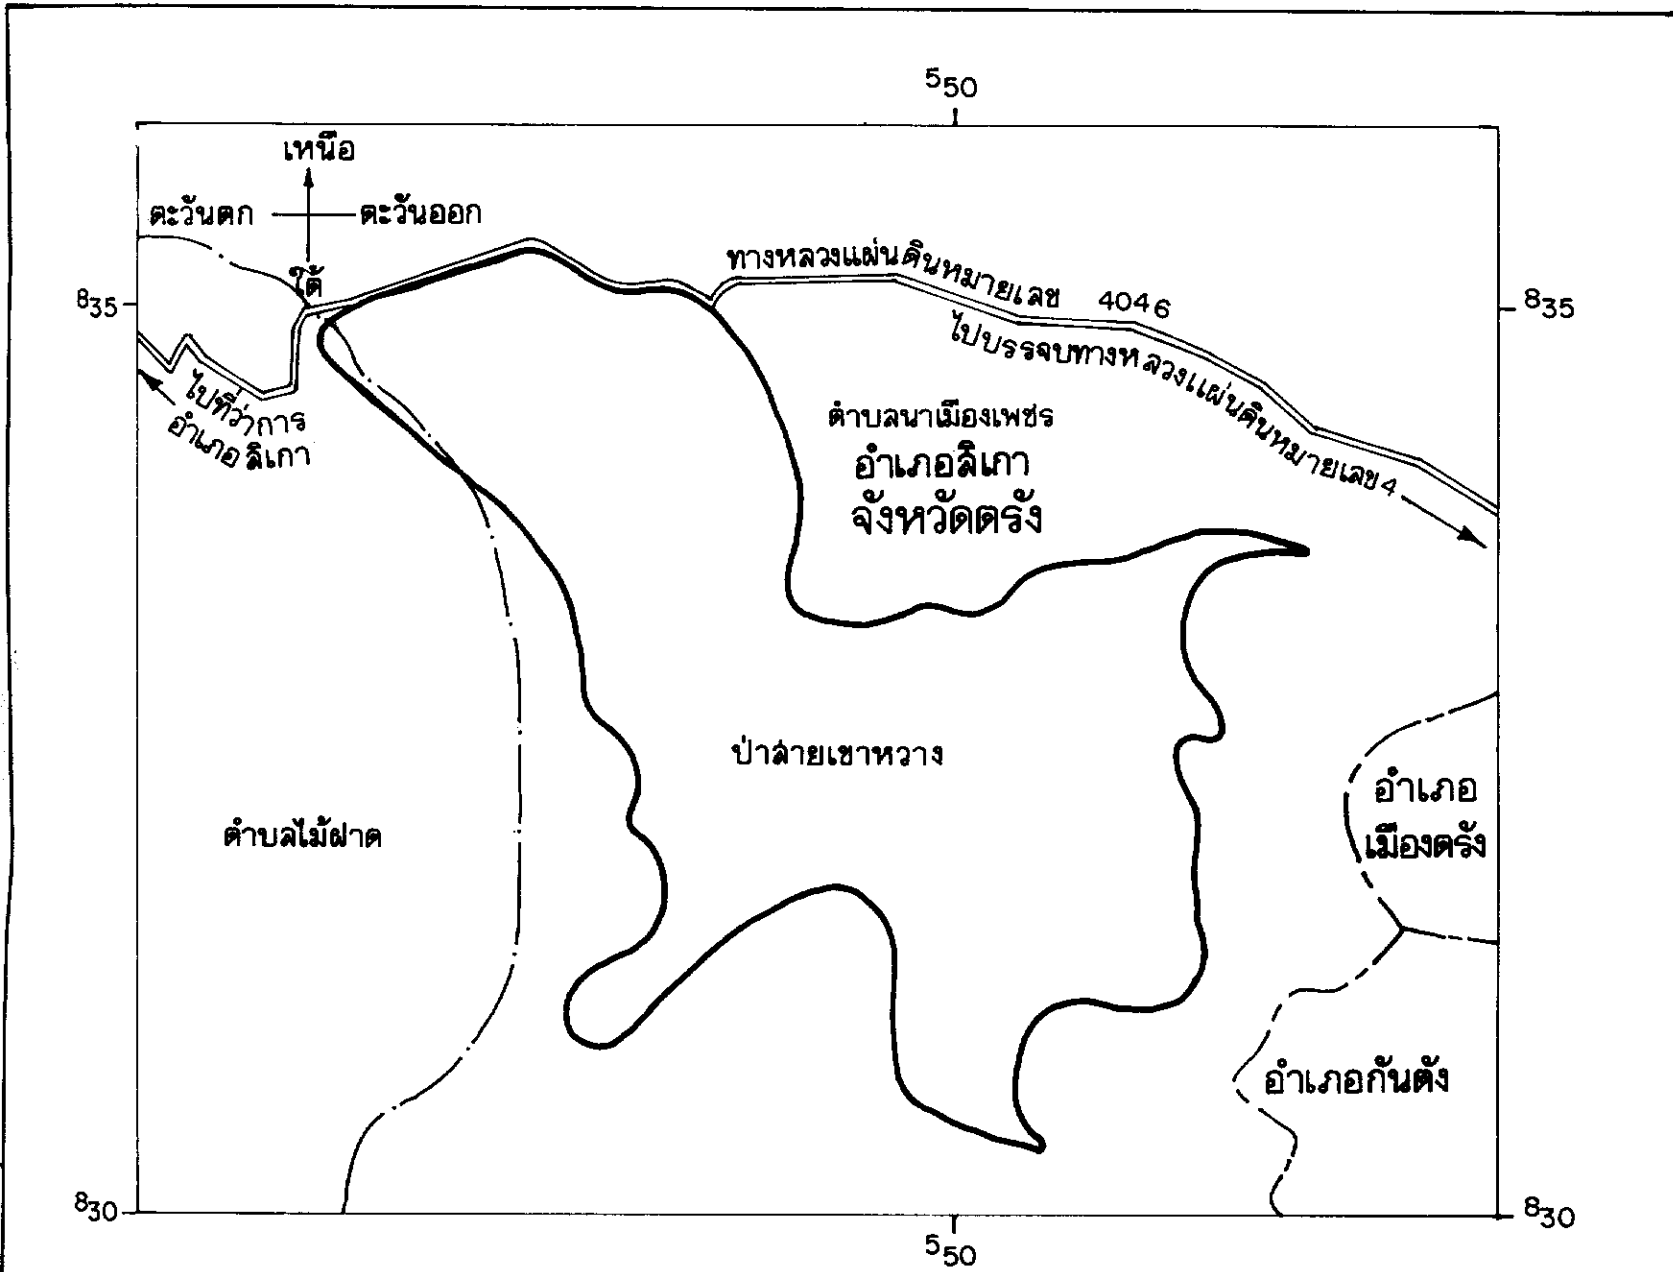 550
เหนือ
ตะวันตก
ตะวันออก
ใต้
835
835
ทางหลวงแผ่นดินหมายเลข 4046
ไปบรรจบทางหลวงแผ่นดินหมายเลข 4
ไปที่ว่าการ
อำเภอสิเกา
ตำบลนาเมืองเพชร
อำเภอสิเกา
จังหวัดตรัง
ป่าสายเขาหวาง
ตำบลไม้ฝาด
อำเภอ
เมืองตรัง
อำเภอกันตัง
830
830
550